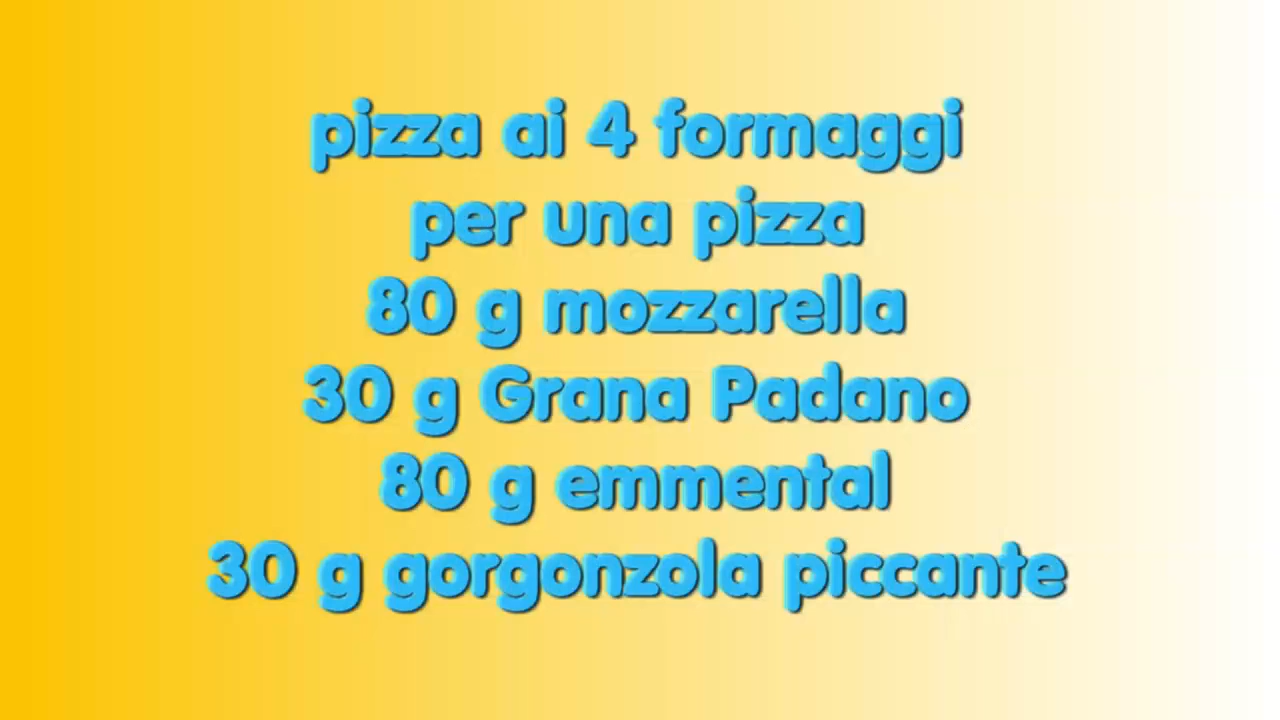 pizza ai 4 formaggi
per una pizza
80 g mozzarella
30 g Grana Padano
80 g emmental
30 g gorgonzola piccante